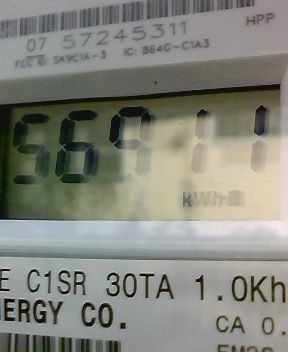 HPP
07 57245311
FCC ID: SK9C1A-3 IC: 864G-C1A3
56911
kWh
E C1SR 30TA 1.0Kh
NERGY CO.
CA 0.